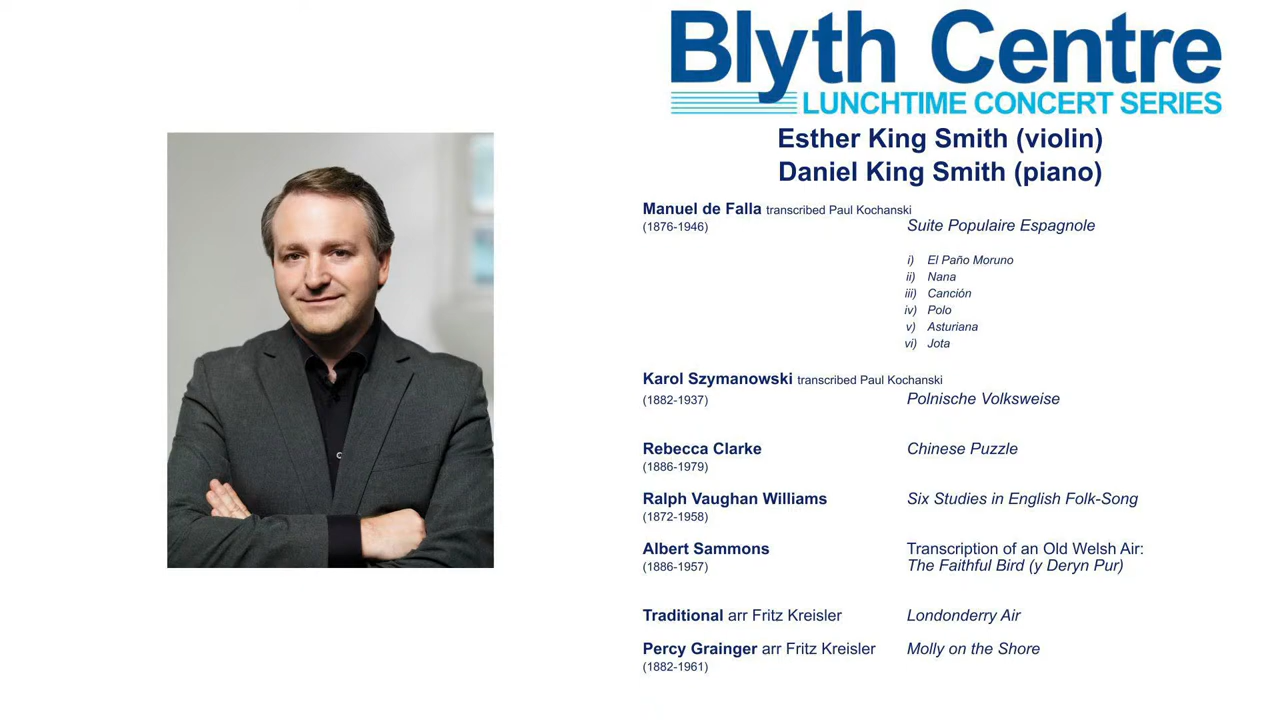 Blyth Centre
LUNCHTIME CONCERT SERIES
Esther King Smith (violin)
Daniel King Smith (piano)
Manuel de Falla transcribed Paul Kochanski
(1876-1946) Suite Populaire Espagnole
i) El Paño Moruno
ii) Nana
iii) Canción
iv) Polo
v) Asturiana
vi) Jota
Karol Szymanowski transcribed Paul Kochanski
(1882-1937) Polnische Volksweise
Rebecca Clarke Chinese Puzzle
(1886-1979)
Ralph Vaughan Williams Six Studies in English Folk-Song
(1872-1958)
Albert Sammons Transcription of an Old Welsh Air:
(1886-1957) The Faithful Bird (y Deryn Pur)
Traditional arr Fritz Kreisler Londonderry Air
Percy Grainger arr Fritz Kreisler Molly on the Shore
(1882-1961)